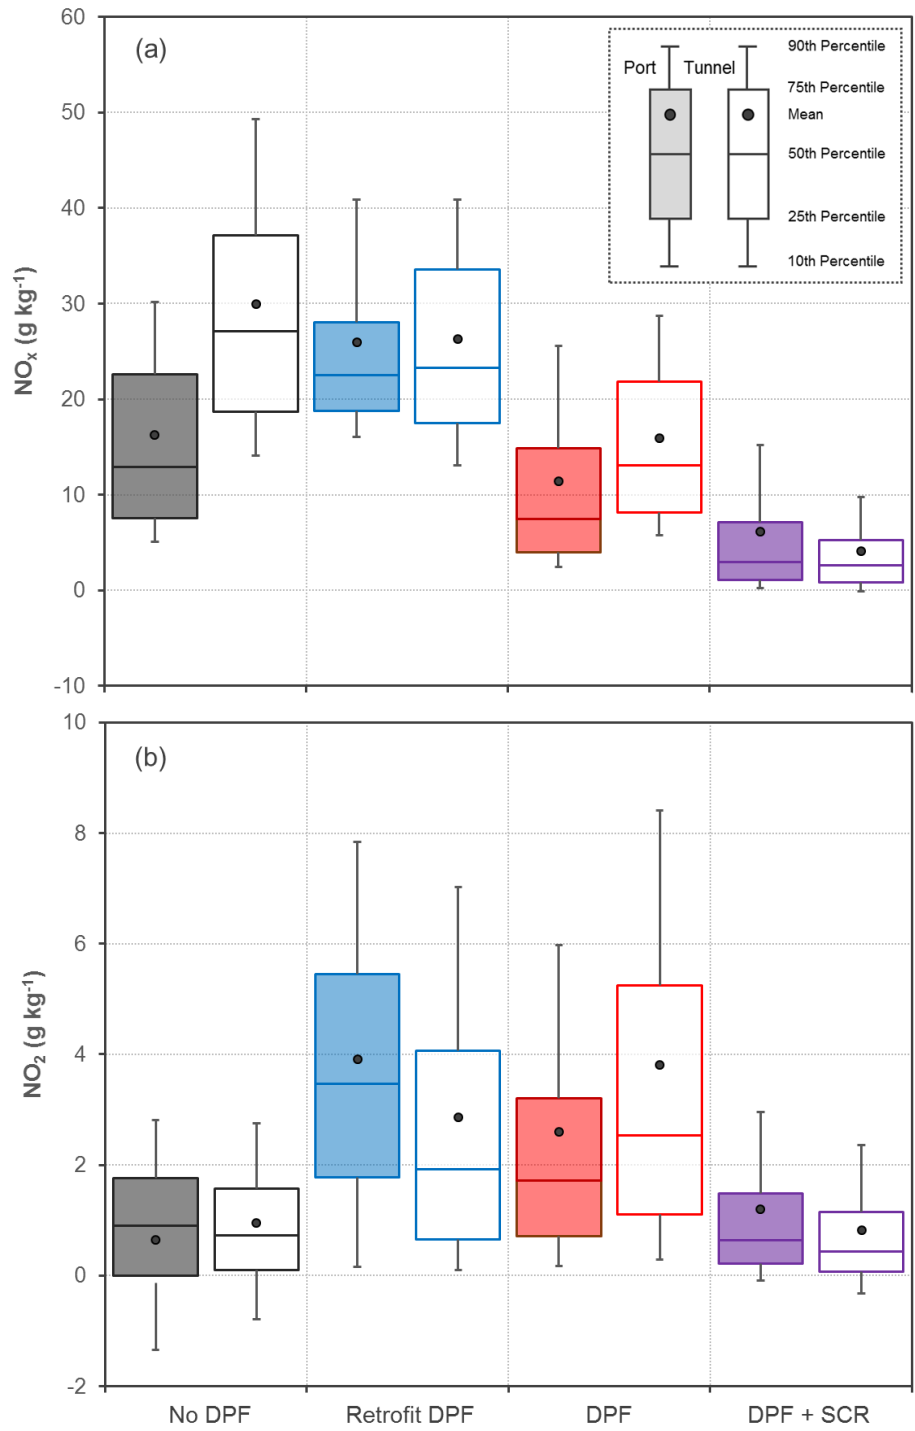 60
(a)
Port Tunnel
90th Percentile
75th Percentile
Mean
50th Percentile
25th Percentile
10th Percentile
50
40
30
20
10
0
-10
NOx (g kg-1)
10
(b)
8
6
4
2
0
-2
NO2 (g kg-1)
No DPF Retrofit DPF DPF DPF + SCR